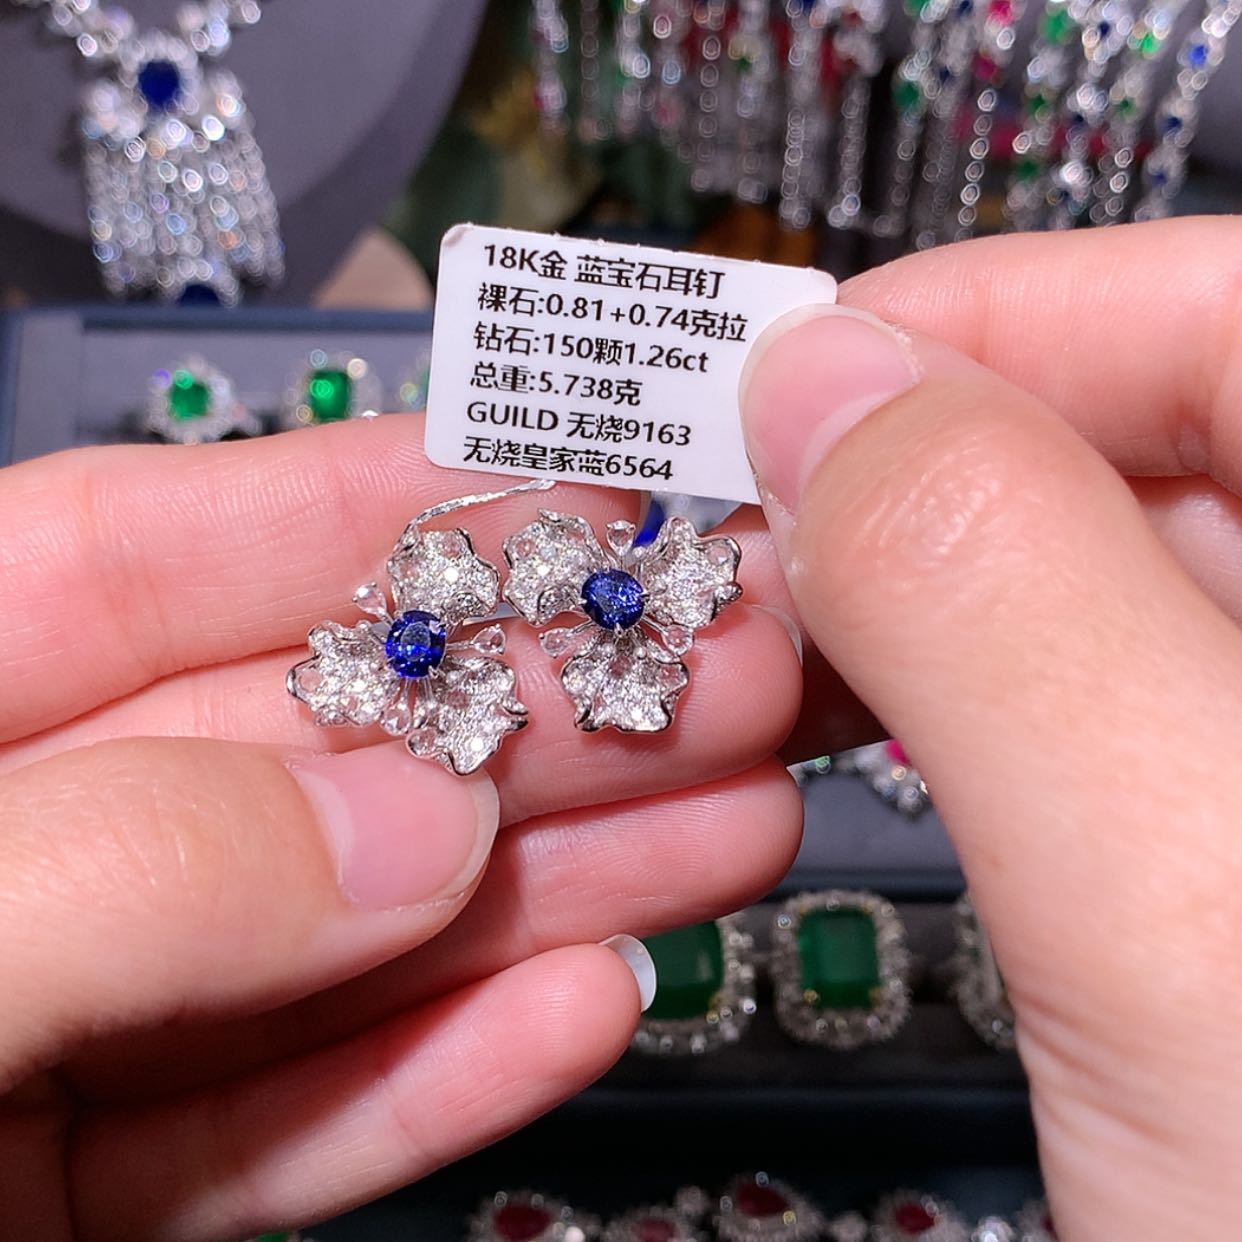 18K金 蓝宝石耳钉
裸石:0.81+0.74克拉
钻石:150颗1.26ct
总重:5.738克
GUILD 无烧9163
无烧皇家蓝6564